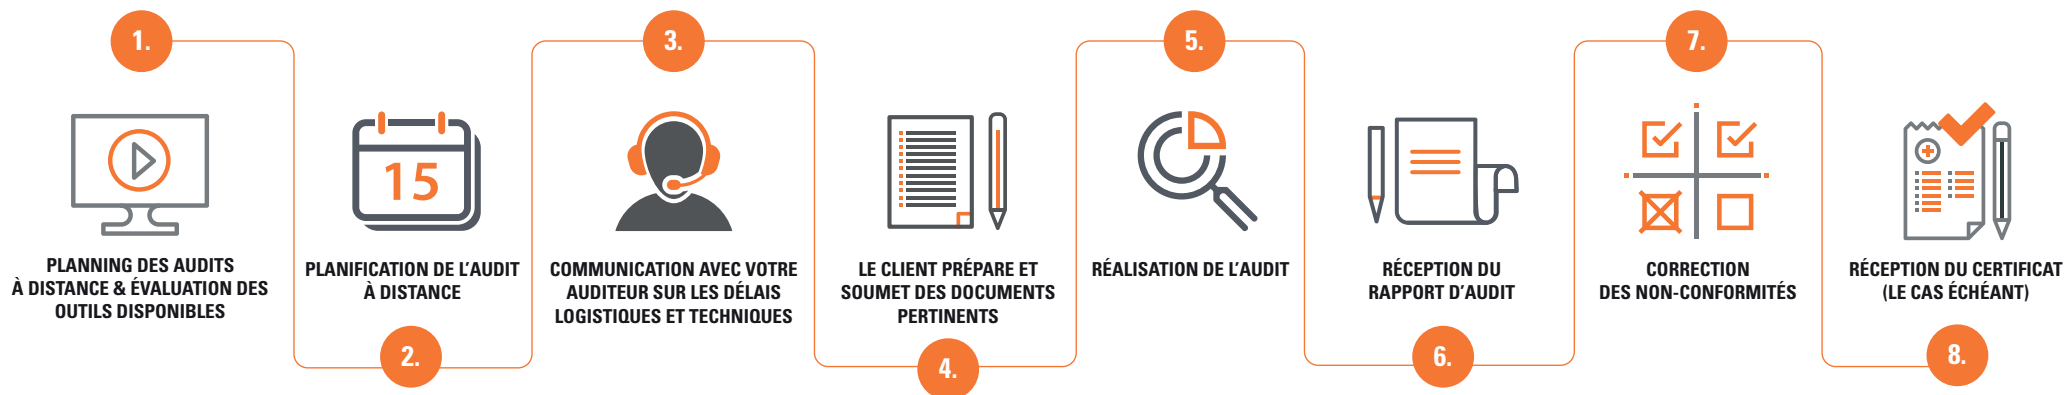 1.
PLANNING DES AUDITS
À DISTANCE & ÉVALUATION DES
OUTILS DISPONIBLES
15
PLANIFICATION DE L'AUDIT
À DISTANCE
2.
3.
COMMUNICATION AVEC VOTRE
AUDITEUR SUR LES DÉLAIS
LOGISTIQUES ET TECHNIQUES
LE CLIENT PRÉPARE ET
SOUMET DES DOCUMENTS
PERTINENTS
4.
5.
RÉALISATION DE L'AUDIT
RÉCEPTION DU
RAPPORT D'AUDIT
6.
7.
CORRECTION
DES NON-CONFORMITÉS
RÉCEPTION DU CERTIFICAT
(LE CAS ÉCHÉANT)
8.